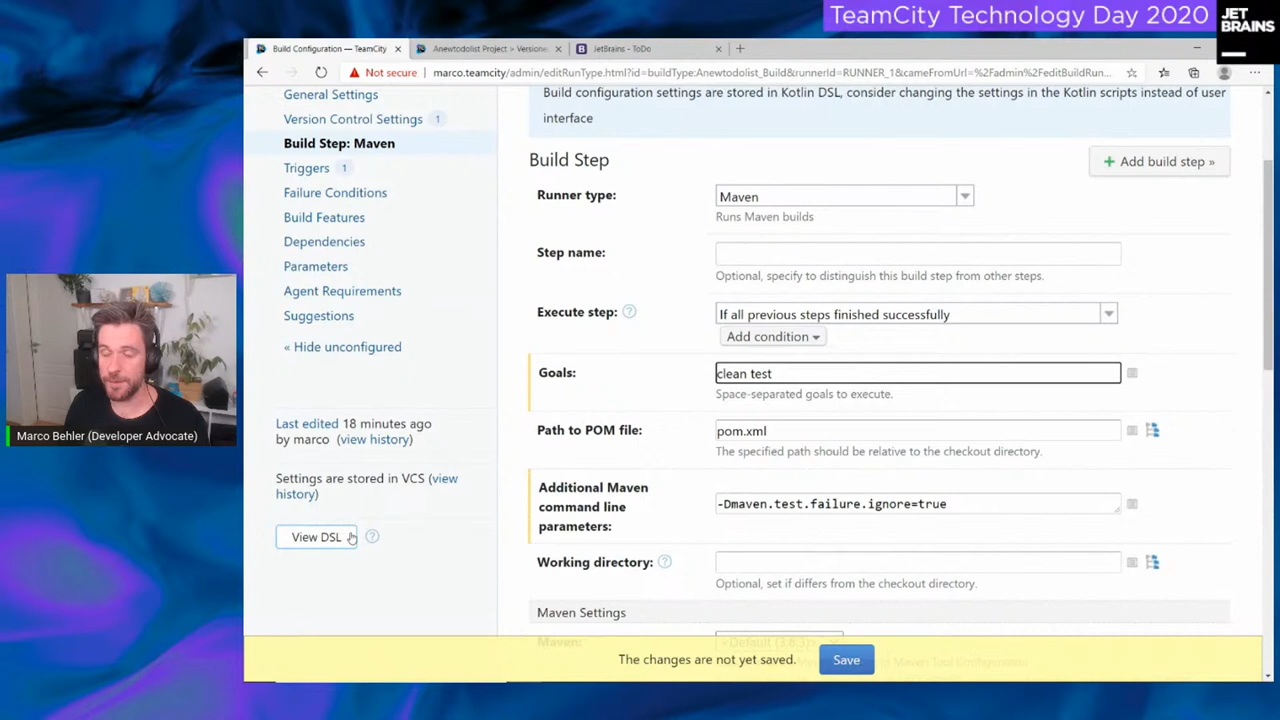 TeamCity Technology Day 2020
JET
BRAINS
Build Configuration — TeamCity
Anewtodolist Project > Versione
JetBrains - ToDo
Not secure
marco.teamcity/admin/editRunType.html?id=buildType:Anewtodolist_Build&runnerId=RUNNER_1&cameFromUrl=%2Fadmin%2FeditBuildRun...
General Settings
Version Control Settings 1
Build Step: Maven
Triggers 1
Failure Conditions
Build Features
Dependencies
Parameters
Agent Requirements
Suggestions
« Hide unconfigured
Last edited 18 minutes ago
by marco (view history)
Settings are stored in VCS (view
history)
View DSL ?
Build configuration settings are stored in Kotlin DSL, consider changing the settings in the Kotlin scripts instead of user
interface
Build Step
+ Add build step »
Runner type:
Maven
Runs Maven builds
Step name:
Optional, specify to distinguish this build step from other steps.
Execute step: ?
If all previous steps finished successfully
Add condition
Goals:
clean test
Space-separated goals to execute.
Path to POM file:
pom.xml
The specified path should be relative to the checkout directory.
Additional Maven
command line
parameters:
-Dmaven.test.failure.ignore=true
Working directory: ?
Optional, set if differs from the checkout directory.
Maven Settings
Maven:
<Default (3.6.3)>
of Maven Tool Configuration
The changes are not yet saved.
Save
Marco Behler (Developer Advocate)